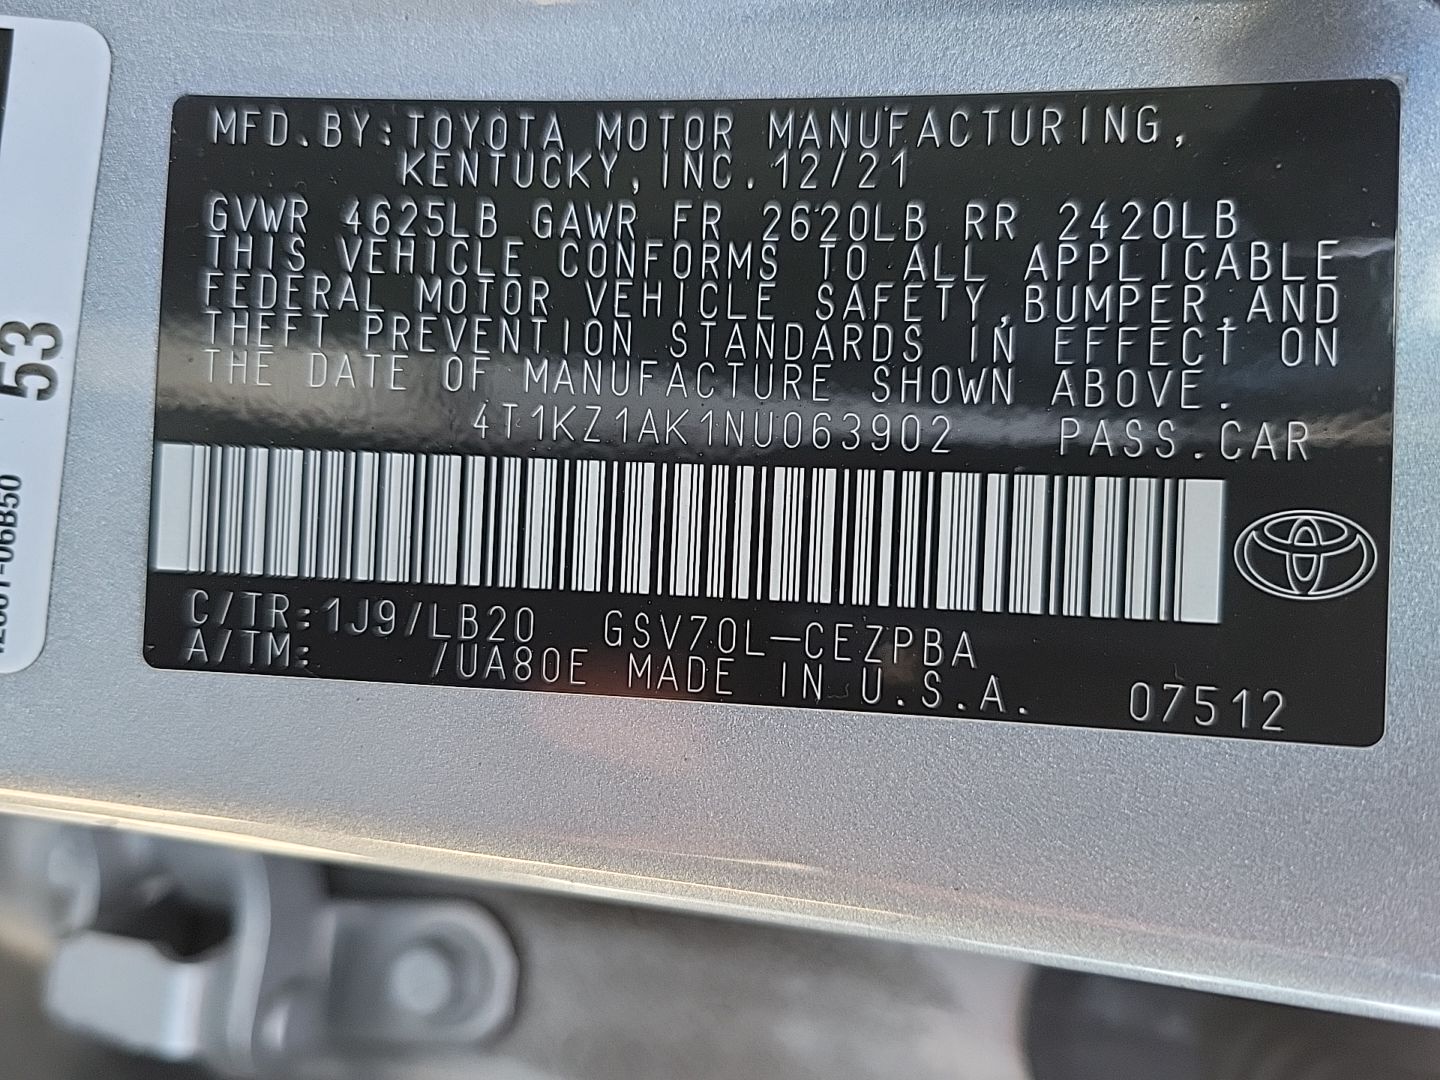 MFD.BY:TOYOTA MOTOR MANUFACTURING,
KENTUCKY,INC.12/21
GVWR 4625LB GAWR FR 2620LB RR 2420LB
THIS VEHICLE CONFORMS TO ALL APPLICABLE
FEDERAL MOTOR VEHICLE SAFETY,BUMPER,AND
THEFT PREVENTION STANDARDS IN EFFECT ON
THE DATE OF MANUFACTURE SHOWN ABOVE.
4T1KZ1AK1NU063902 PASS.CAR
C/TR:1J9/LB20 GSV70L-CEZPBA
A/TM: /UA80E MADE IN U.S.A. 07512
53